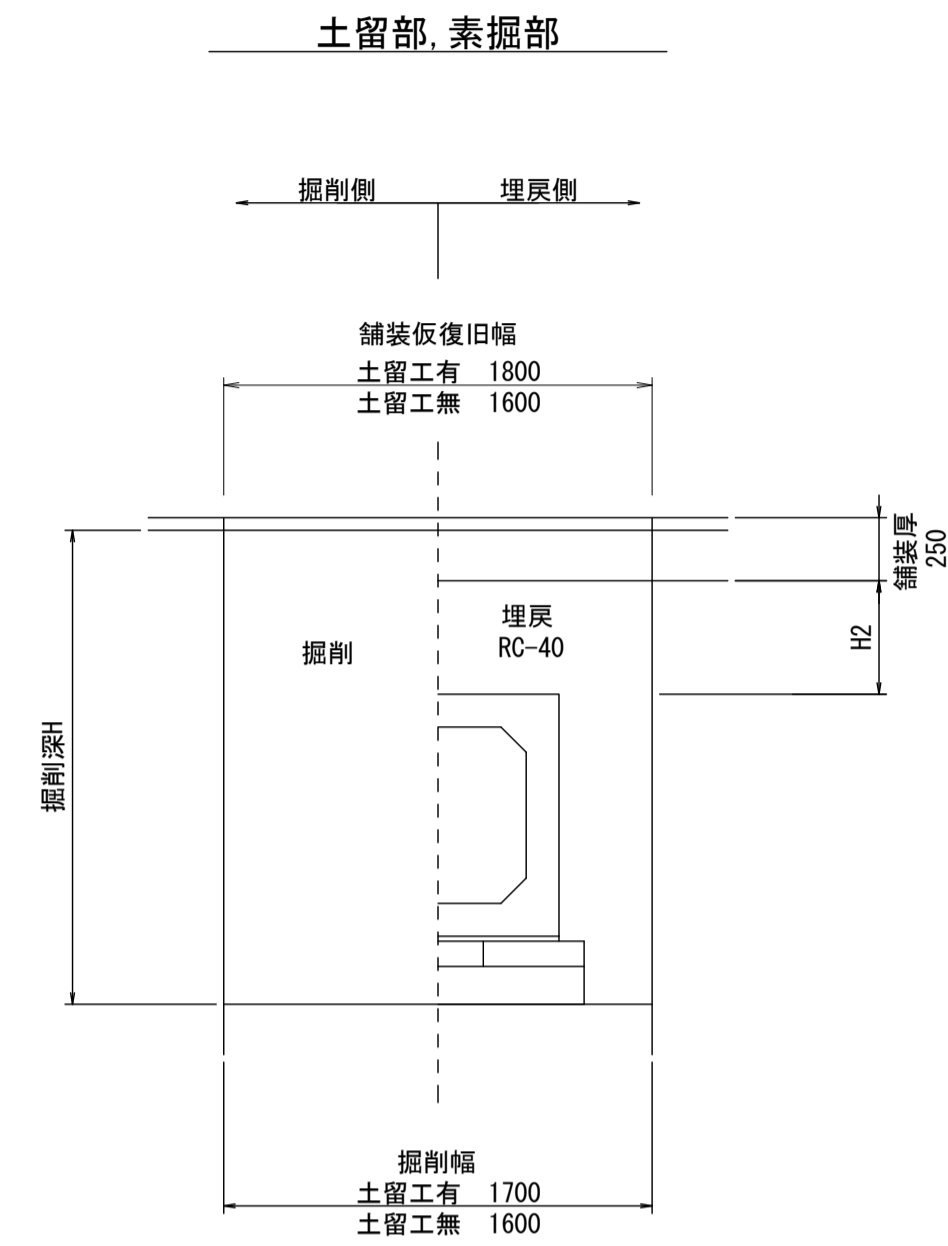 土留部,素掘部
掘削側
埋戻側
舗装仮復旧幅
土留工有 1800
土留工無 1600
舗装厚
250
埋戻
RC-40
掘削
H2
掘削深H
掘削幅
土留工有 1700
土留工無 1600